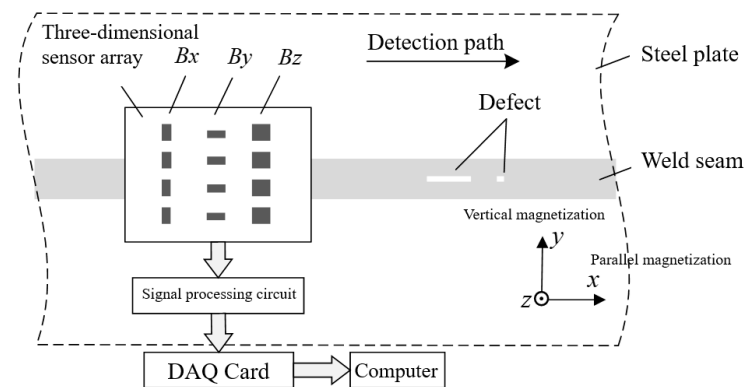 Three-dimensional
sensor array
Bx
By
Bz
Detection path
Steel plate
Defect
Weld seam
Vertical magnetization
y
Parallel magnetization
x
z
Signal processing circuit
DAQ Card
Computer